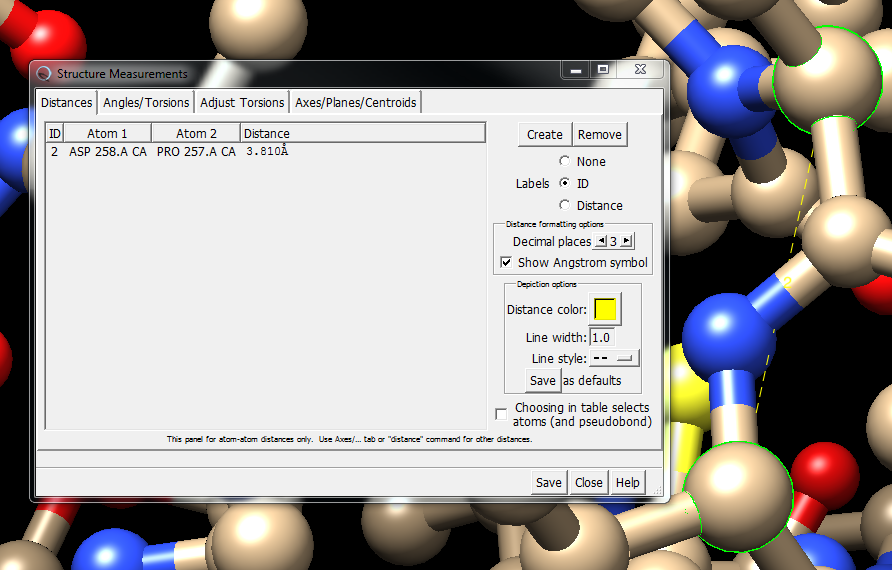 Structure Measurements
Distances Angles/Torsions Adjust Torsions Axes/Planes/Centroids
ID Atom 1 Atom 2 Distance
2 ASP 258.A CA PRO 257.A CA 3.810Å
Create Remove
None
Labels ID
Distance
Distance formatting options
Decimal places 3
Show Angstrom symbol
Depiction options
Distance color:
Line width: 1.0
Line style: --
Save as defaults
Choosing in table selects
atoms (and pseudobond)
This panel for atom-atom distances only. Use Axes/... tab or "distance" command for other distances.
Save Close Help
2